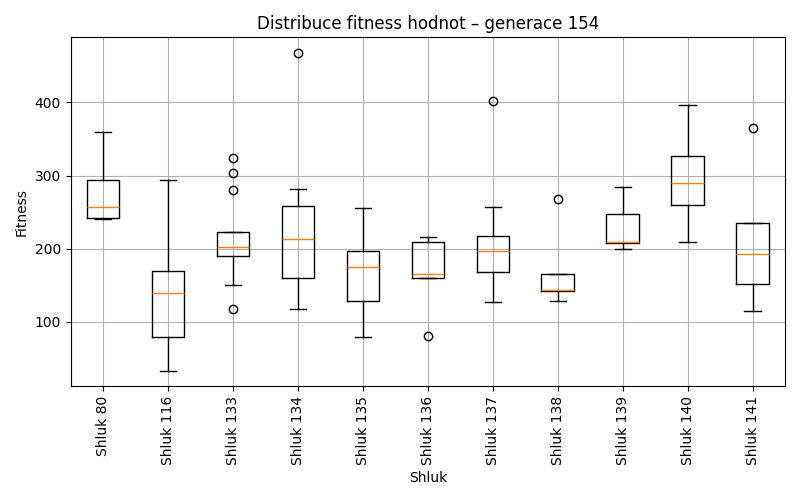 Distribuce fitness hodnot – generace 154
Fitness
400
300
200
100
Shluk 80
Shluk 116
Shluk 133
Shluk 134
Shluk 135
Shluk 136
Shluk 137
Shluk 138
Shluk 139
Shluk 140
Shluk 141
Shluk